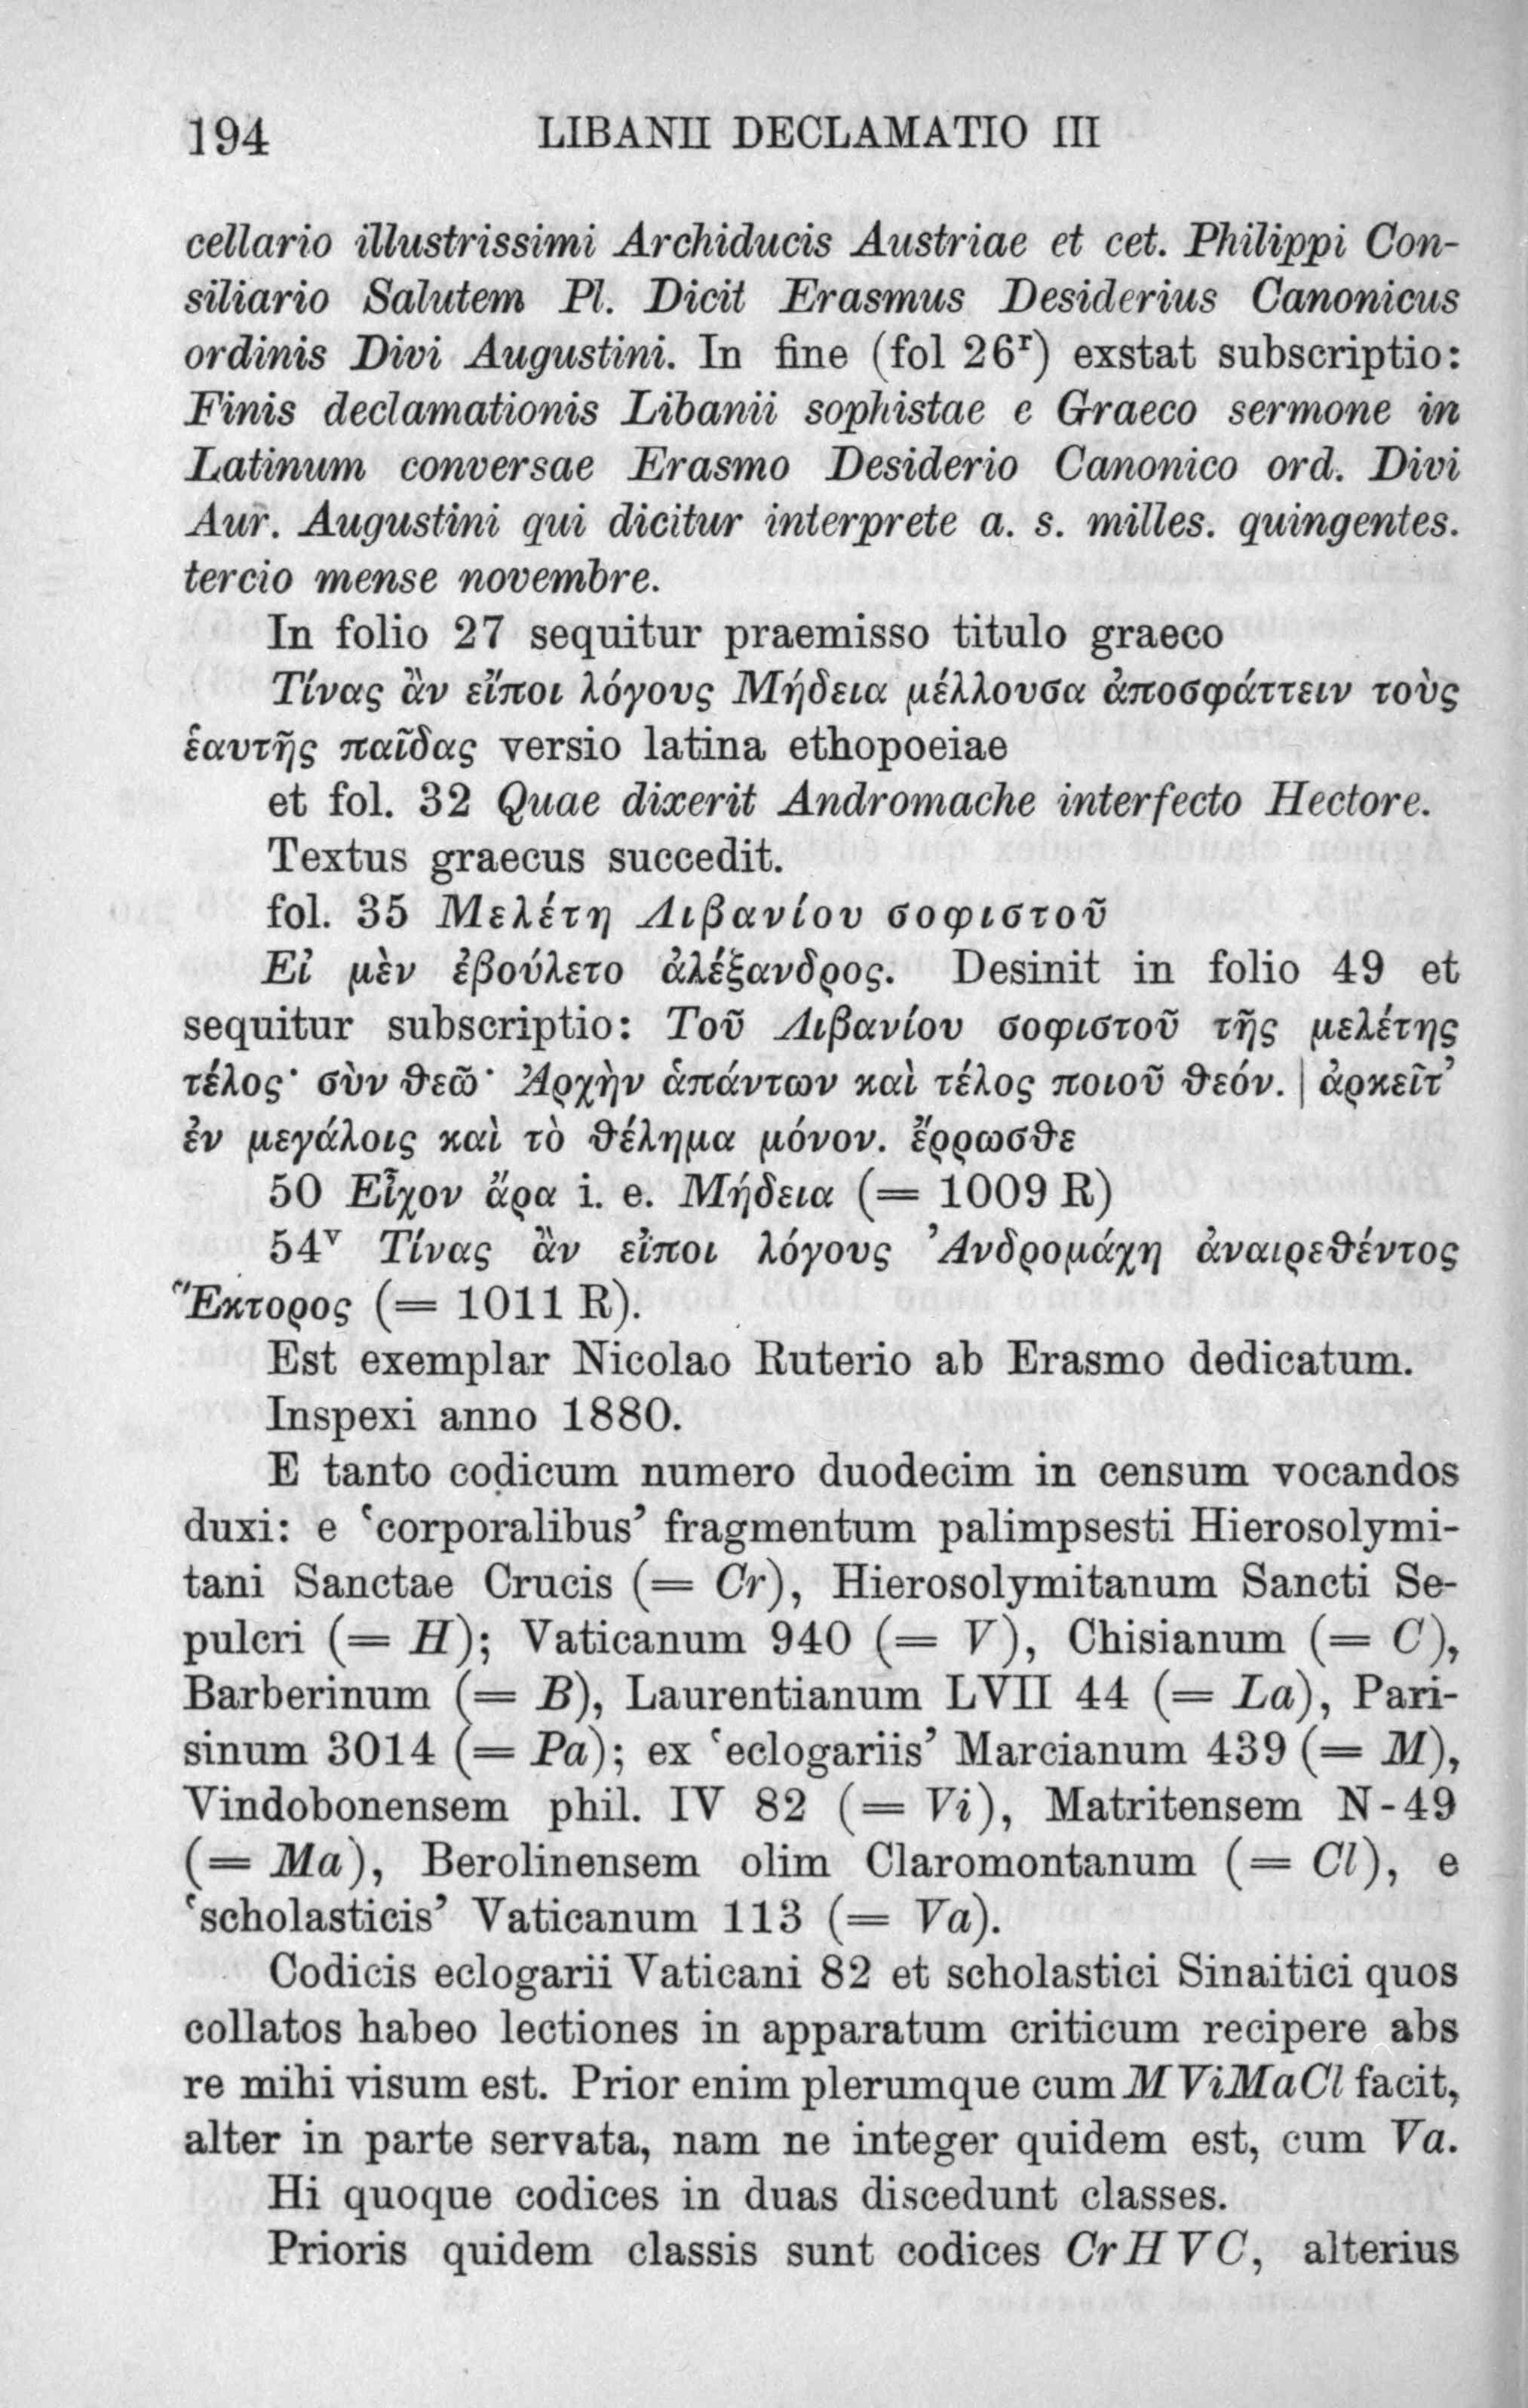 194 LIBANII DECLAMATIO III
cellario illustrissimi Archiducis Austriae et cet. Philippi Con-
siliario Salutem Pl. Dicit Erasmus Desiderius Canonicus
ordinis Divi Augustini. In fine (fol 26ʳ) exstat subscriptio:
Finis declamationis Libanii sophistae e Graeco sermone in
Latinum conversae Erasmo Desiderio Canonico ord. Divi
Aur. Augustini qui dicitur interprete a. s. milles. quingentes.
tercio mense novembre.
In folio 27 sequitur praemisso titulo graeco
Τίνας ἂν εἴποι λόγους Μήδεια μέλλουσα ἀποσφάττειν τοὺς
ἑαυτῆς παῖδας versio latina ethopoeiae
et fol. 32 Quae dixerit Andromache interfecto Hectore.
Textus graecus succedit.
fol. 35 Μελέτη Λιβανίου σοφιστοῦ
Εἰ μὲν ἐβούλετο ἀλέξανδρος. Desinit in folio 49 et
sequitur subscriptio: Τοῦ Λιβανίου σοφιστοῦ τῆς μελέτης
τέλος· σὺν θεῶ· Ἀρχὴν ἁπάντων καὶ τέλος ποιοῦ θεόν. | ἀρκεῖτ’
ἐν μεγάλοις καὶ τὸ θέλημα μόνον. ἔρρωσθε
50 Εἶχον ἄρα i. e. Μήδεια (= 1009 R)
54ᵛ Τίνας ἂν εἴποι λόγους Ἀνδρομάχη ἀναιρεθέντος
Ἕκτορος (= 1011 R).
Est exemplar Nicolao Ruterio ab Erasmo dedicatum.
Inspexi anno 1880.
E tanto codicum numero duodecim in censum vocandos
duxi: e ‘corporalibus’ fragmentum palimpsesti Hierosolymi-
tani Sanctae Crucis (= Cr), Hierosolymitanum Sancti Se-
pulcri (= H); Vaticanum 940 (= V), Chisianum (= C),
Barberinum (= B), Laurentianum LVII 44 (= La), Pari-
sinum 3014 (= Pa); ex ‘eclogariis’ Marcianum 439 (= M),
Vindobonensem phil. IV 82 (= Vi), Matritensem N-49
(= Ma), Berolinensem olim Claromontanum (= Cl), e
‘scholasticis’ Vaticanum 113 (= Va).
Codicis eclogarii Vaticani 82 et scholastici Sinaitici quos
collatos habeo lectiones in apparatum criticum recipere abs
re mihi visum est. Prior enim plerumque cum M ViMaCl facit,
alter in parte servata, nam ne integer quidem est, cum Va.
Hi quoque codices in duas discedunt classes.
Prioris quidem classis sunt codices CrHVC, alterius